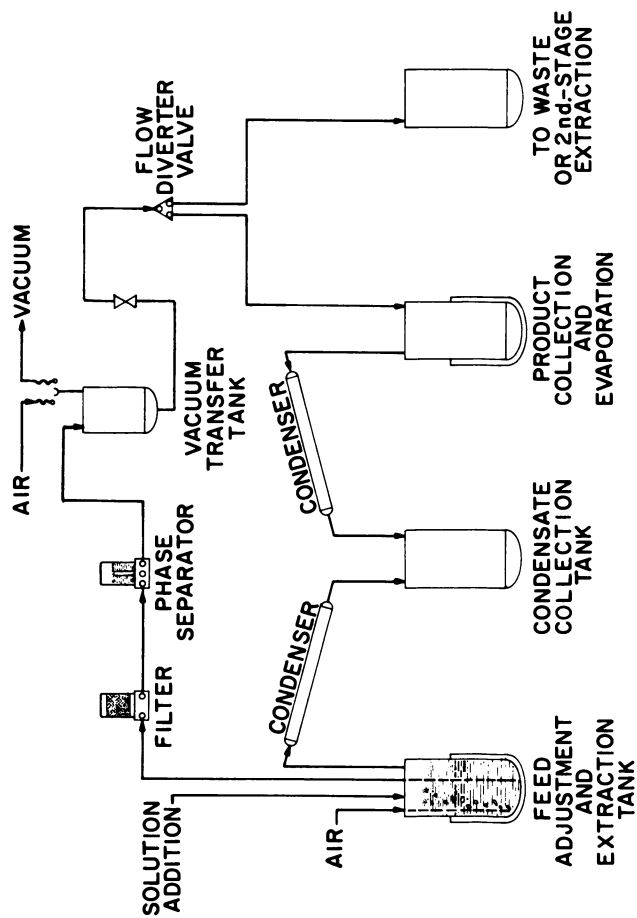 AIR
VACUUM
VACUUM
TRANSFER
TANK
FLOW
DIVERTER
VALVE
PHASE
SEPARATOR
FILTER
SOLUTION
ADDITION
AIR
CONDENSER
CONDENSER
FEED
ADJUSTMENT
AND
EXTRACTION
TANK
CONDENSATE
COLLECTION
TANK
PRODUCT
COLLECTION
AND
EVAPORATION
TO WASTE
OR 2nd.-STAGE
EXTRACTION